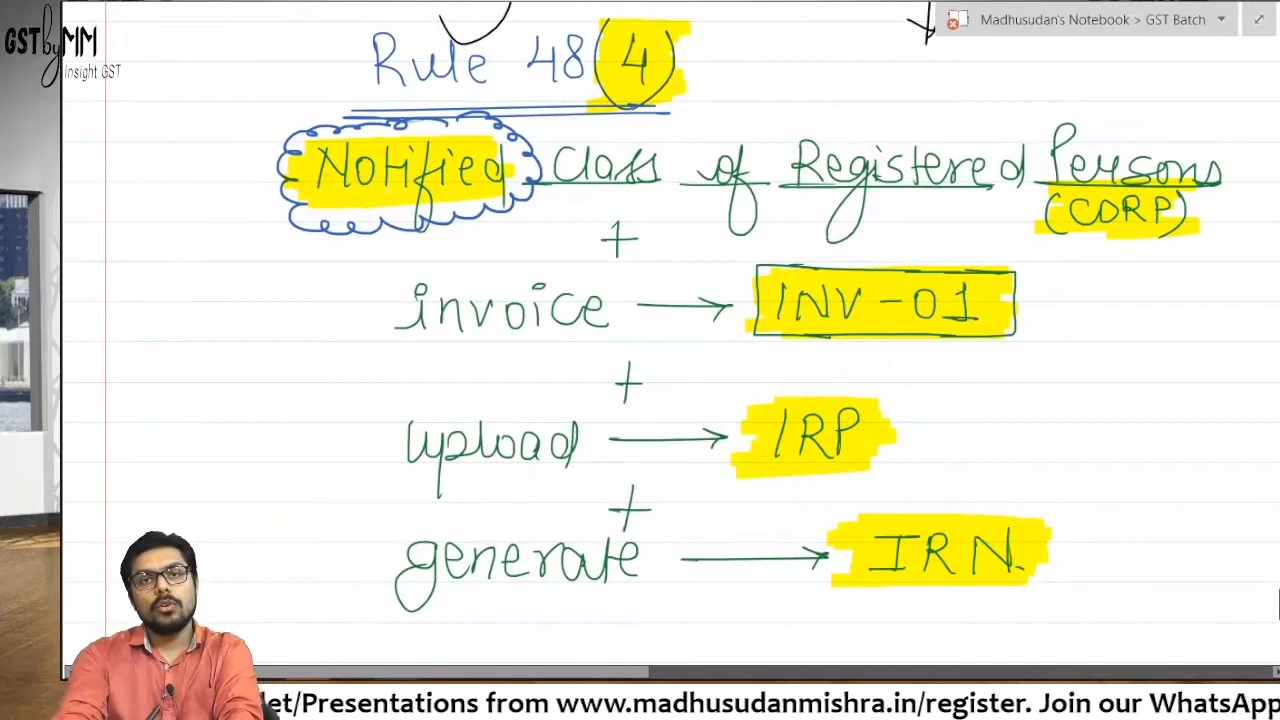 GST by MM
Insight GST
Madhusudan's Notebook > GST Batch
Rule 48(4)
Notified Class of Registered Persons
(CORP)
+
invoice → INV-01
+
upload → IRP
+
generate → IRN.
let/Presentations from www.madhusudanmishra.in/register. Join our WhatsApp